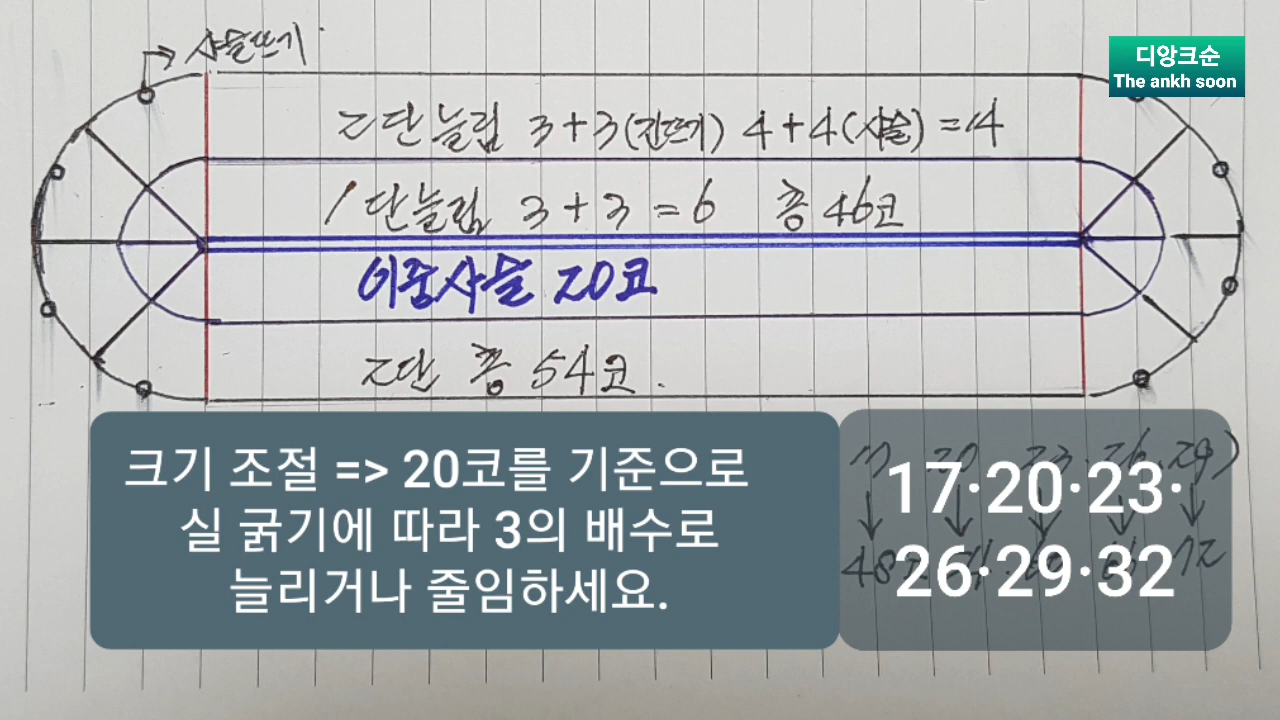 사슬뜨기
디앙크순
The ankh soon
2단늘림 3+3(긴뜨기) 4+4(사슬)=14
1단늘림 3+3=6 총 46코
이중사슬 20코
2단 총 54코.
크기 조절 => 20코를 기준으로
실 굵기에 따라 3의 배수로
늘리거나 줄임하세요.
17·20·23·
26·29·32
48
72